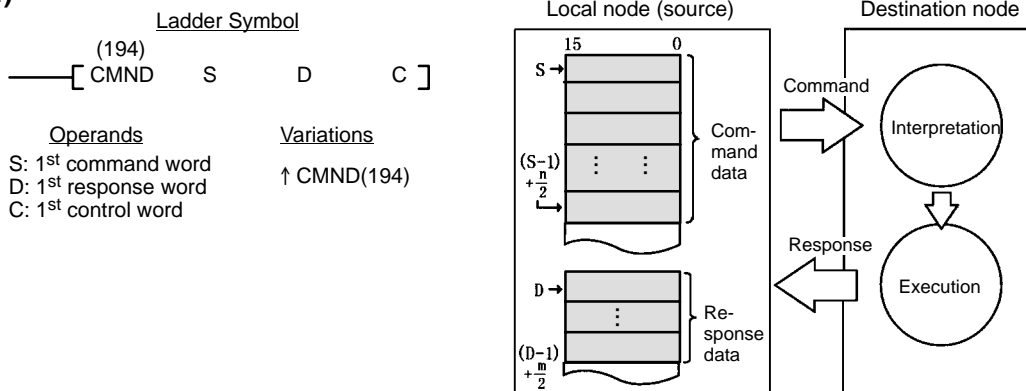 )
Ladder Symbol
(194)
CMND S D C
Operands
S: 1st command word
D: 1st response word
C: 1st control word
Variations
↑ CMND(194)
Local node (source)
15 0
S →
(S−1)
+n/2
Com-
mand
data
D →
(D−1)
+m/2
Re-
sponse
data
Command
Response
Destination node
Interpretation
Execution